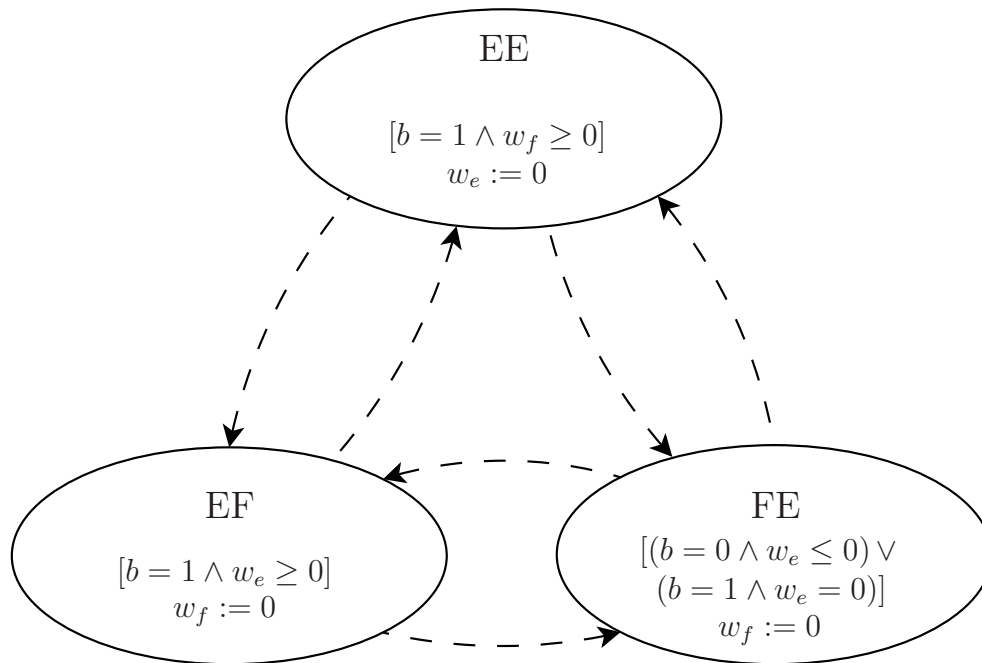 EE
[b = 1 ∧ w_f ≥ 0]
w_e := 0
EF
[b = 1 ∧ w_e ≥ 0]
w_f := 0
FE
[(b = 0 ∧ w_e ≤ 0) ∨
(b = 1 ∧ w_e = 0)]
w_f := 0